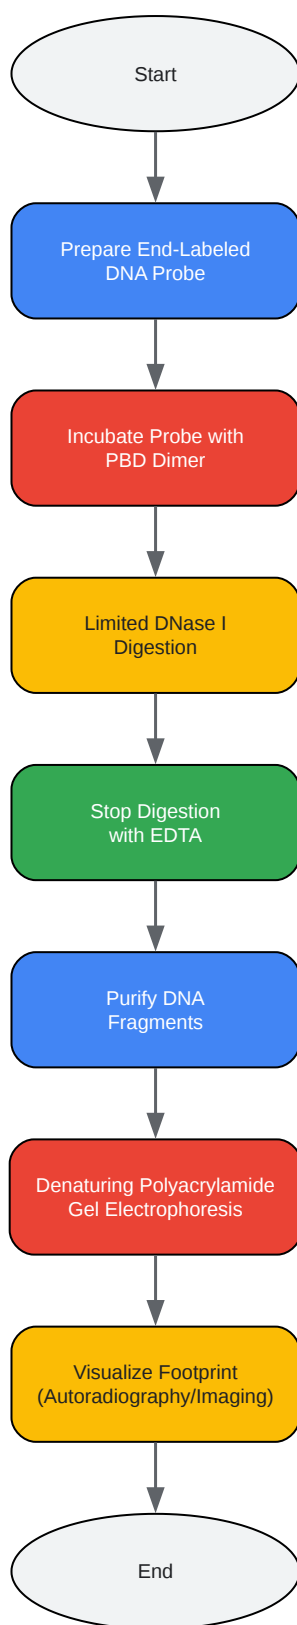 Start
Prepare End-Labeled
DNA Probe
Incubate Probe with
PBD Dimer
Limited DNase I
Digestion
Stop Digestion
with EDTA
Purify DNA
Fragments
Denaturing Polyacrylamide
Gel Electrophoresis
Visualize Footprint
(Autoradiography/Imaging)
End